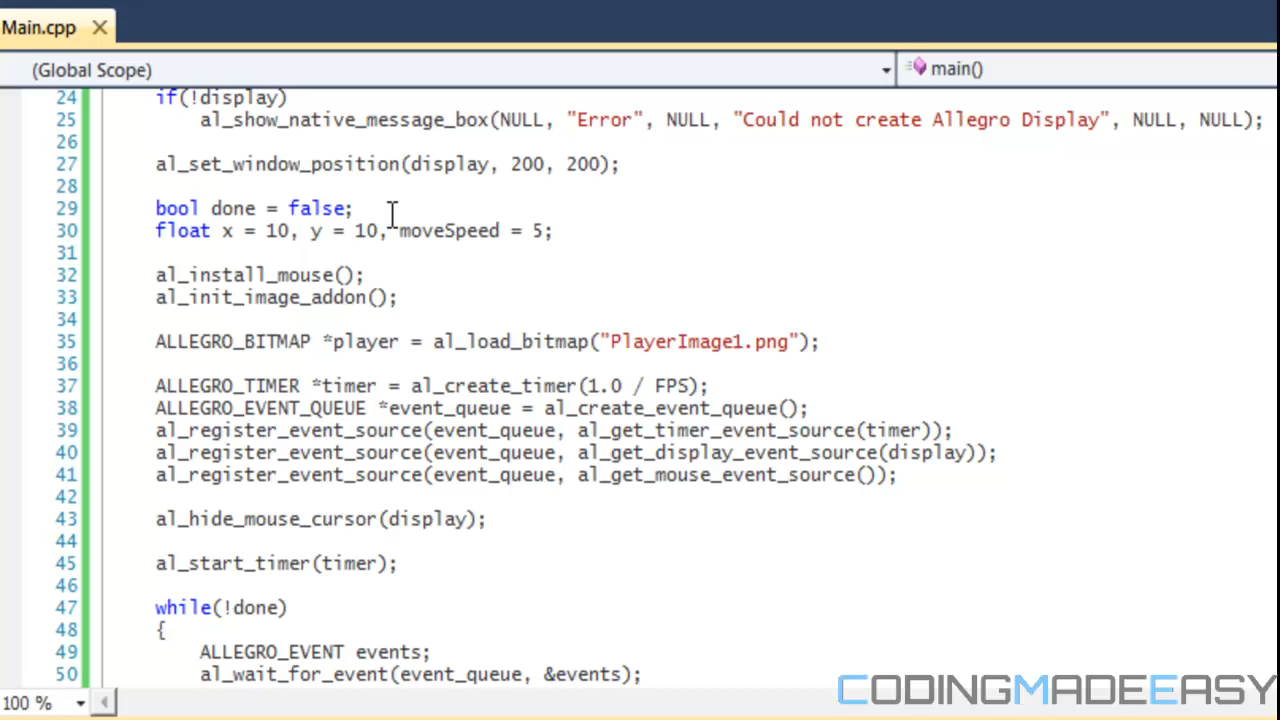 Main.cpp
(Global Scope) main()
24 if(!display)
25 al_show_native_message_box(NULL, "Error", NULL, "Could not create Allegro Display", NULL, NULL);
26
27 al_set_window_position(display, 200, 200);
28
29 bool done = false;
30 float x = 10, y = 10, moveSpeed = 5;
31
32 al_install_mouse();
33 al_init_image_addon();
34
35 ALLEGRO_BITMAP *player = al_load_bitmap("PlayerImage1.png");
36
37 ALLEGRO_TIMER *timer = al_create_timer(1.0 / FPS);
38 ALLEGRO_EVENT_QUEUE *event_queue = al_create_event_queue();
39 al_register_event_source(event_queue, al_get_timer_event_source(timer));
40 al_register_event_source(event_queue, al_get_display_event_source(display));
41 al_register_event_source(event_queue, al_get_mouse_event_source());
42
43 al_hide_mouse_cursor(display);
44
45 al_start_timer(timer);
46
47 while(!done)
48 {
49 ALLEGRO_EVENT events;
50 al_wait_for_event(event_queue, &events);
100 %
CODINGMADEEASY